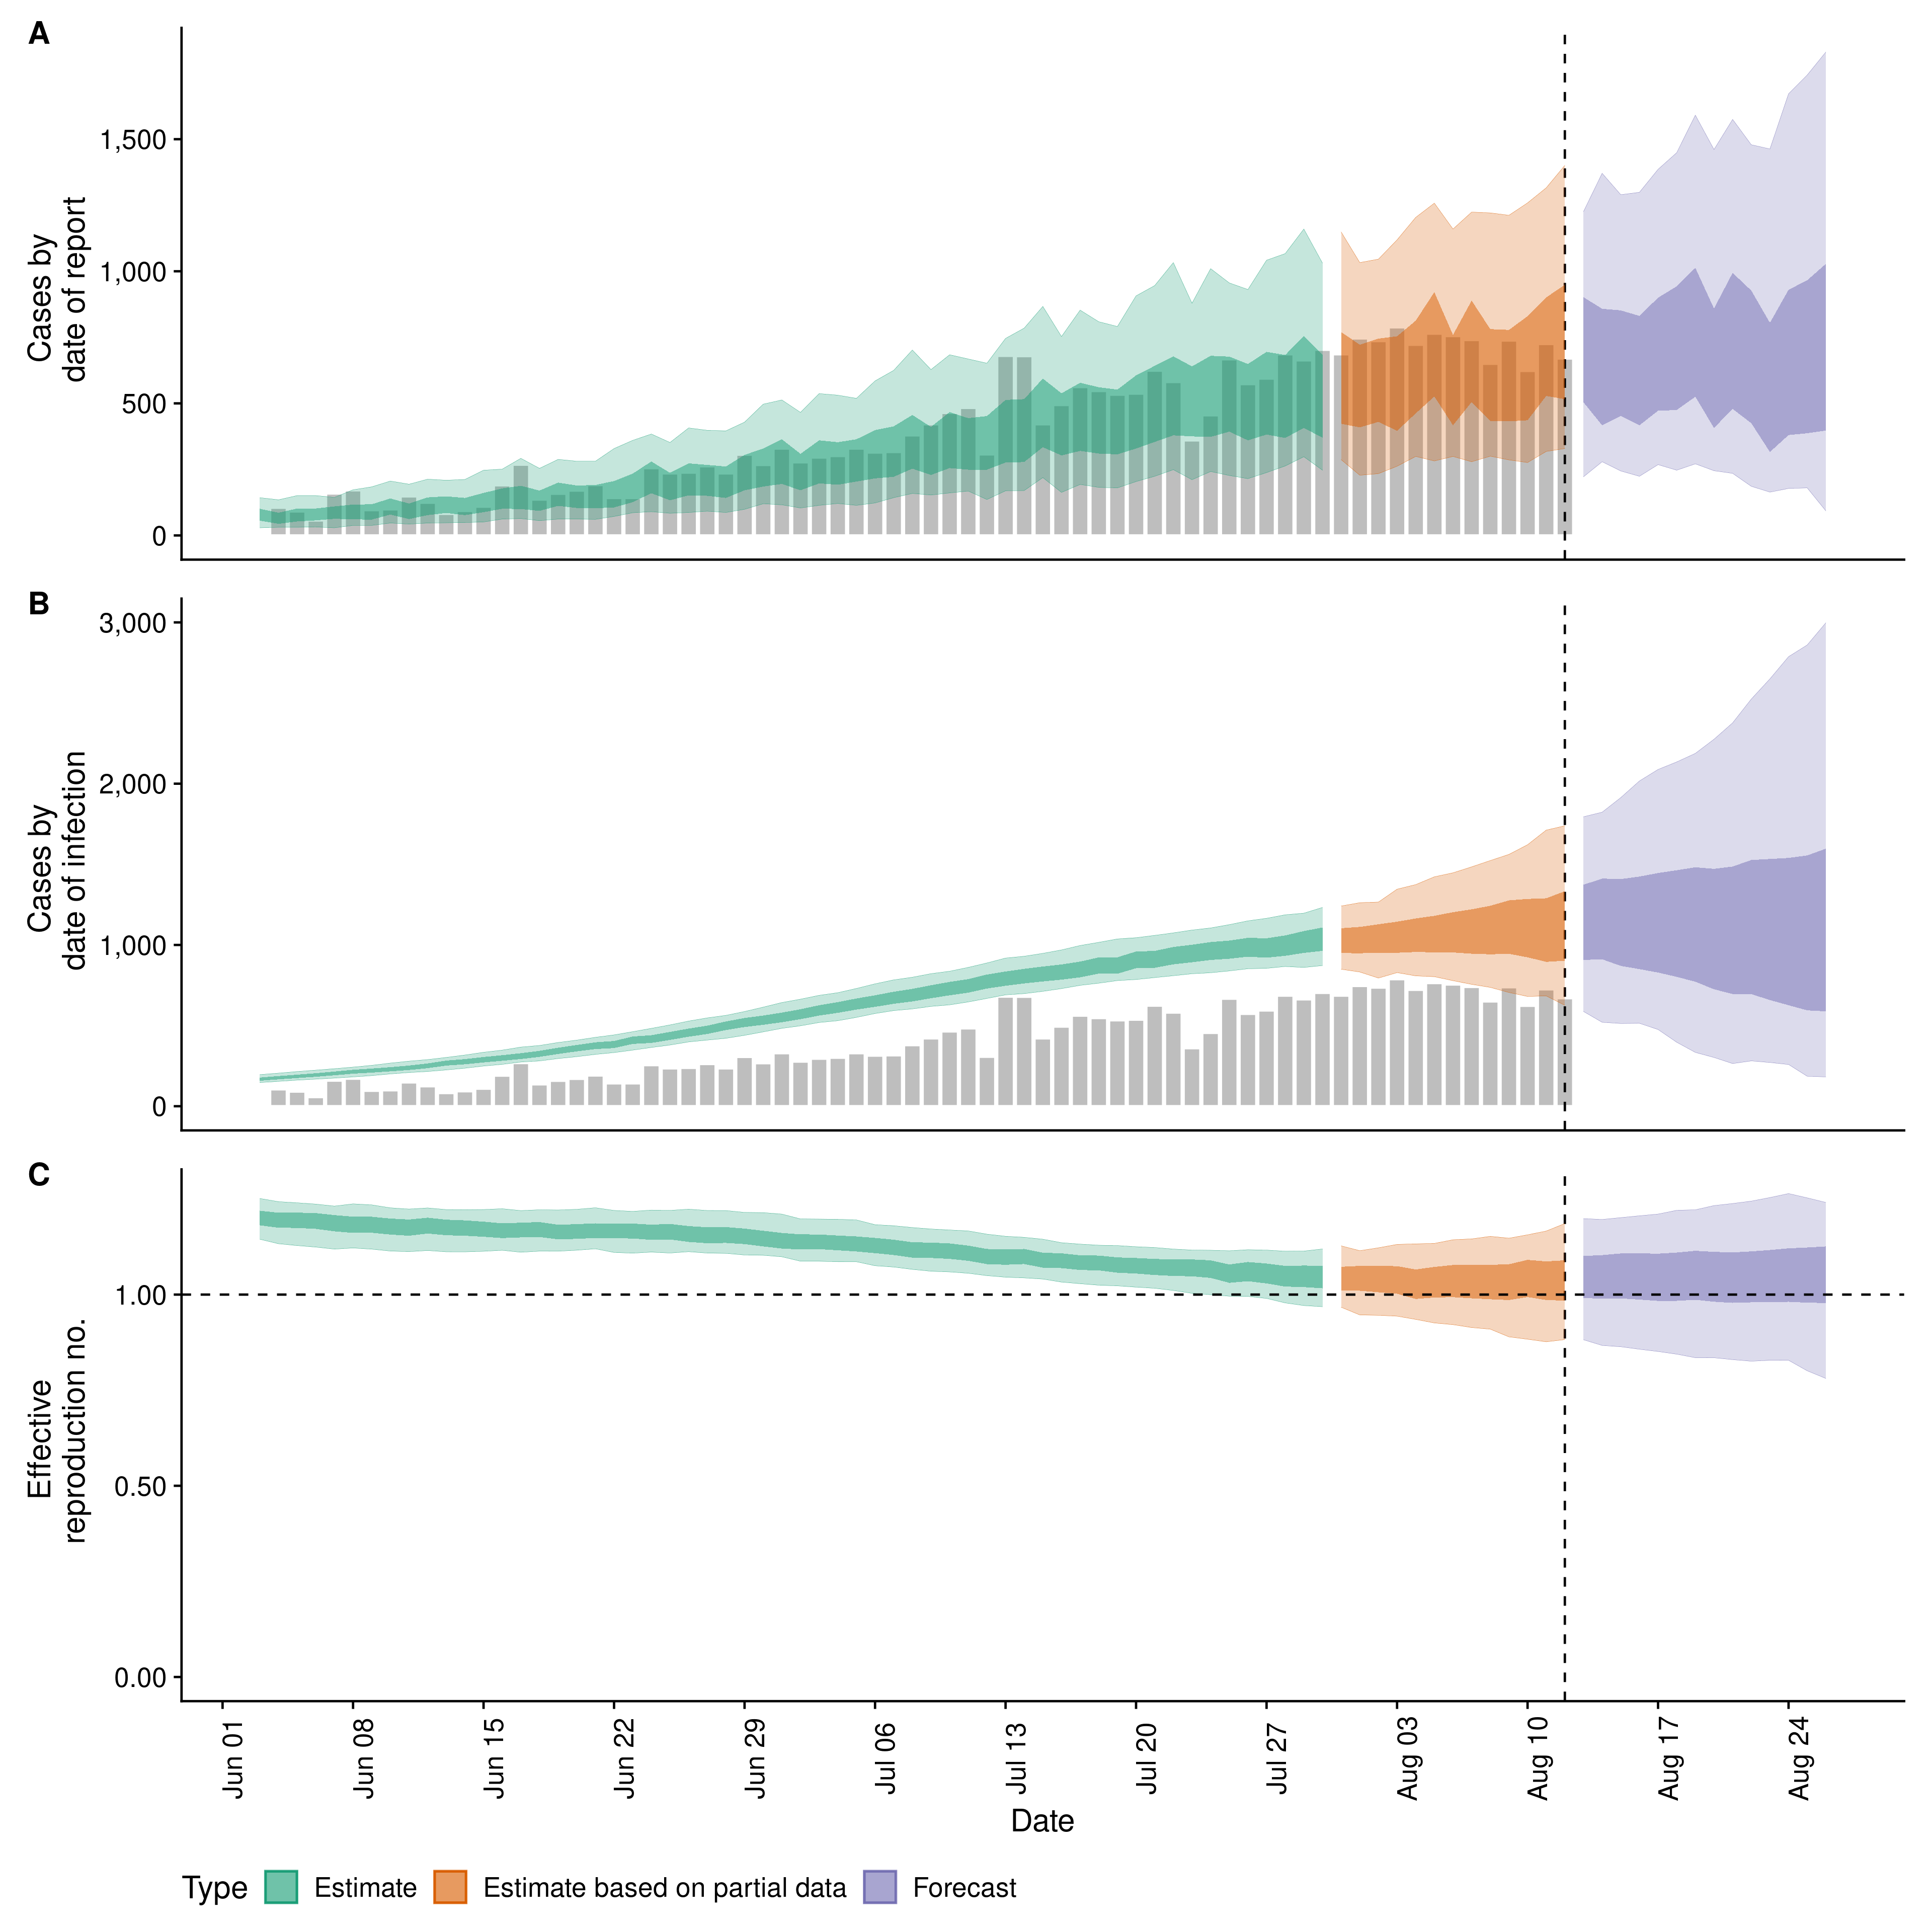 A
Cases by
date of report
1,500
1,000
500
0
B
Cases by
date of infection
3,000
2,000
1,000
0
C
Effective
reproduction no.
1.00
0.50
0.00
Jun 01
Jun 08
Jun 15
Jun 22
Jun 29
Jul 06
Jul 13
Jul 20
Jul 27
Aug 03
Aug 10
Aug 17
Aug 24
Date
Type Estimate Estimate based on partial data Forecast